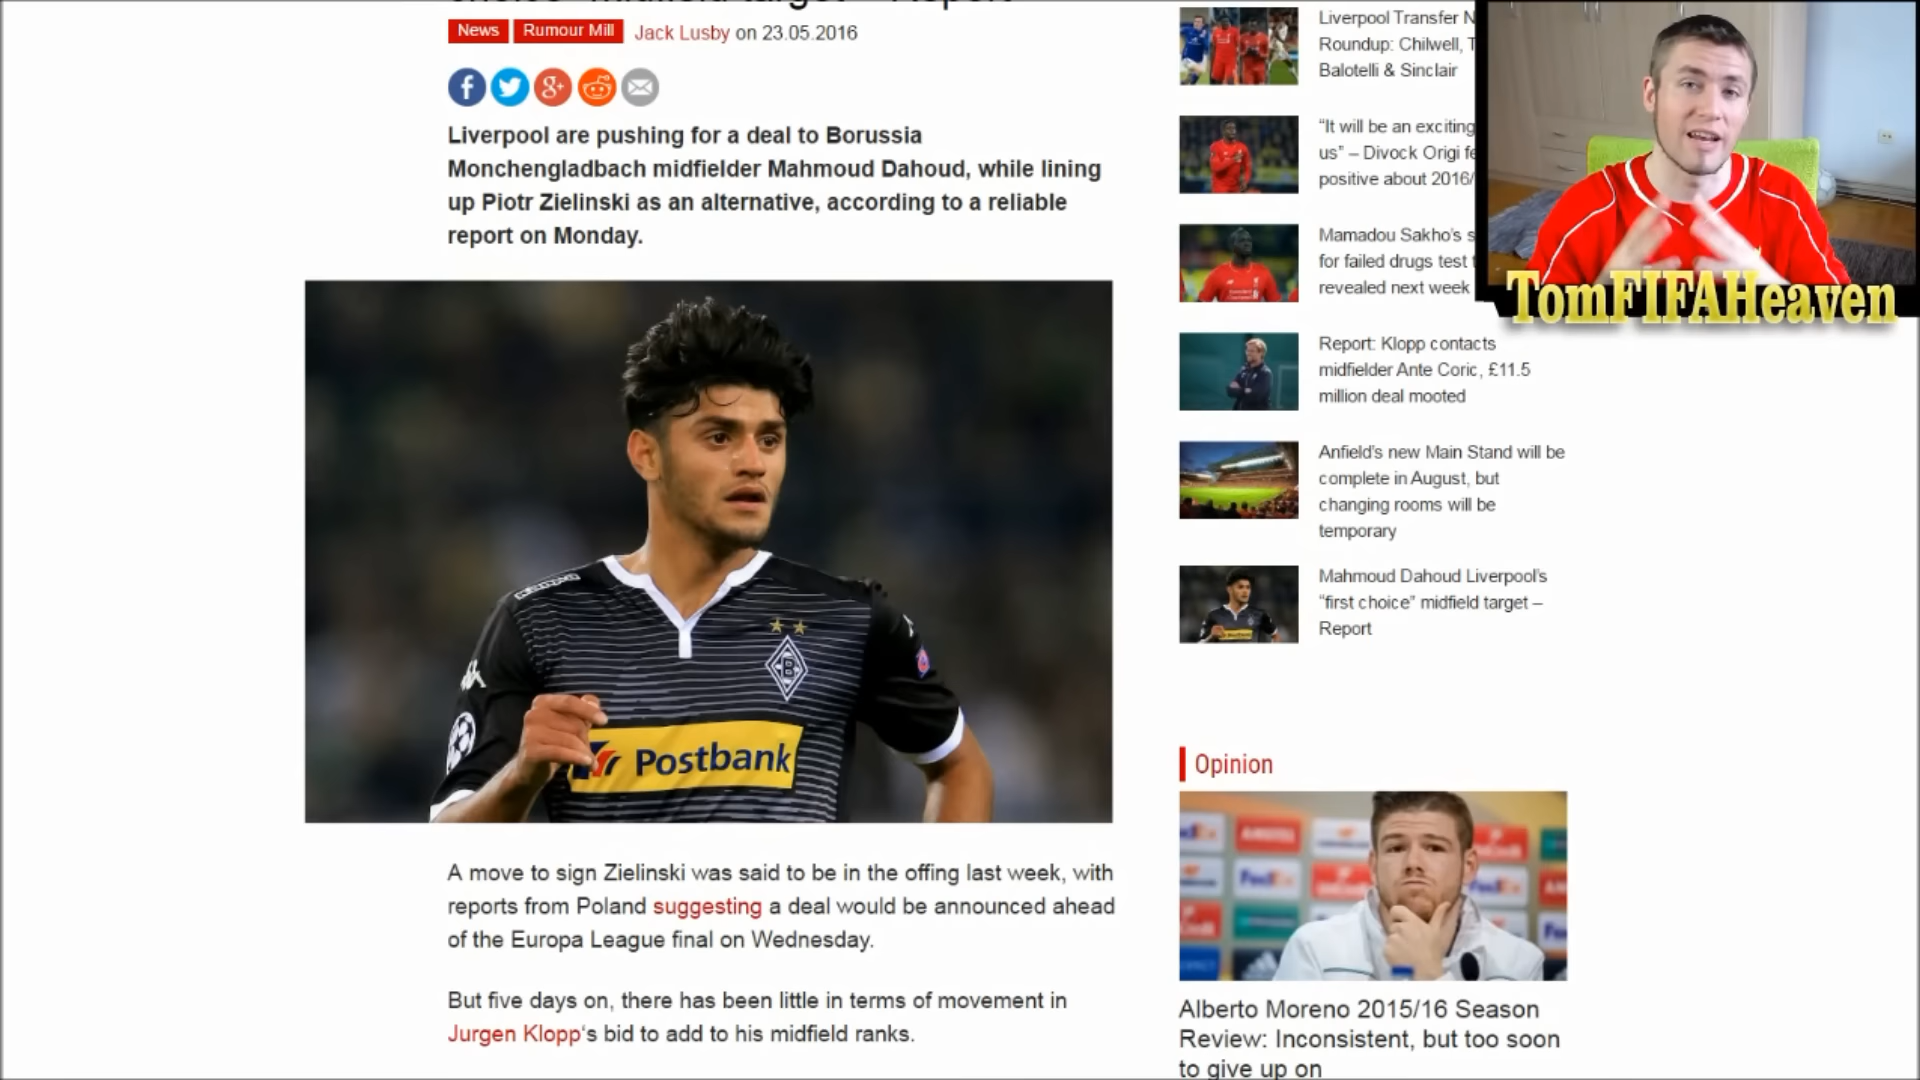 News Rumour Mill Jack Lusby on 23.05.2016
Liverpool are pushing for a deal to Borussia
Monchengladbach midfielder Mahmoud Dahoud, while lining
up Piotr Zielinski as an alternative, according to a reliable
report on Monday.
Postbank
A move to sign Zielinski was said to be in the offing last week, with
reports from Poland suggesting a deal would be announced ahead
of the Europa League final on Wednesday.
But five days on, there has been little in terms of movement in
Jurgen Klopp's bid to add to his midfield ranks.
Liverpool Transfer N
Roundup: Chilwell, T
Balotelli & Sinclair
“It will be an exciting
us” – Divock Origi fe
positive about 2016/
Mamadou Sakho's s
for failed drugs test t
revealed next week
Report: Klopp contacts
midfielder Ante Coric, £11.5
million deal mooted
Anfield's new Main Stand will be
complete in August, but
changing rooms will be
temporary
Mahmoud Dahoud Liverpool's
“first choice” midfield target –
Report
Opinion
FedEx
Alberto Moreno 2015/16 Season
Review: Inconsistent, but too soon
to give up on
TomFIFAHeaven